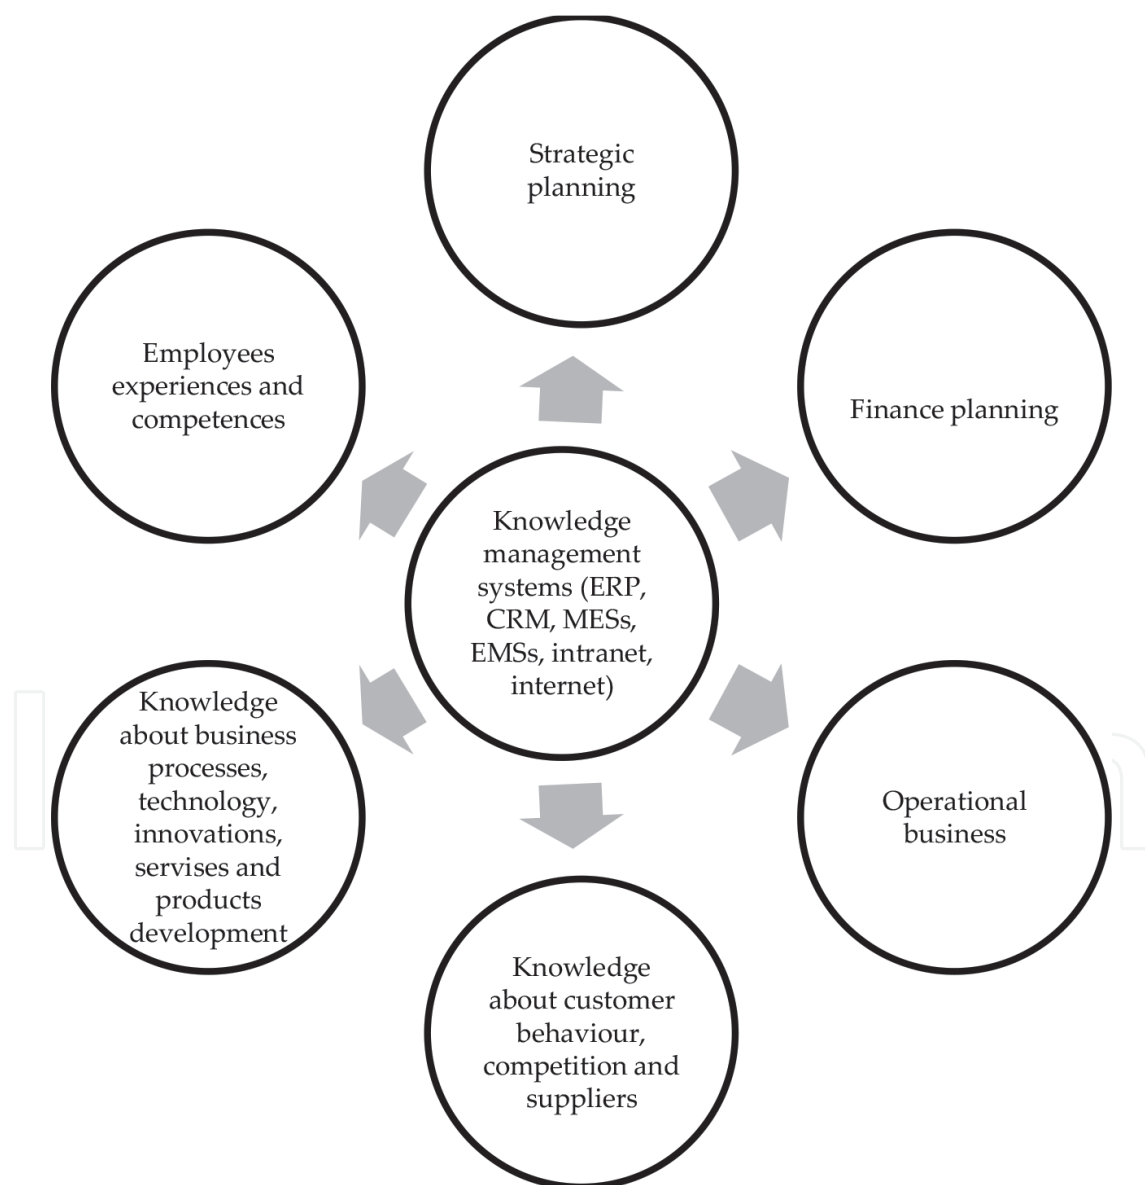 Strategic
planning
Employees
experiences and
competences
Finance planning
Knowledge
management
systems (ERP,
CRM, MESs,
EMSs, intranet,
internet)
Knowledge
about business
processes,
technology,
innovations,
servises and
products
development
Operational
business
Knowledge
about customer
behaviour,
competition and
suppliers